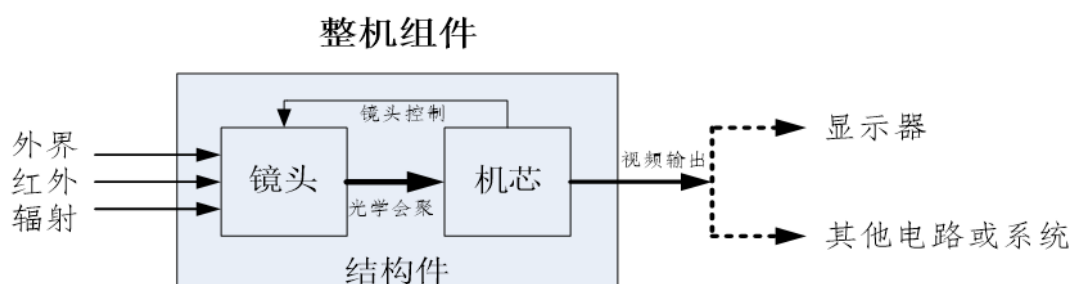 整机组件
镜头控制
外界
红外
辐射
镜头
光学会聚
机芯
视频输出
显示器
其他电路或系统
结构件